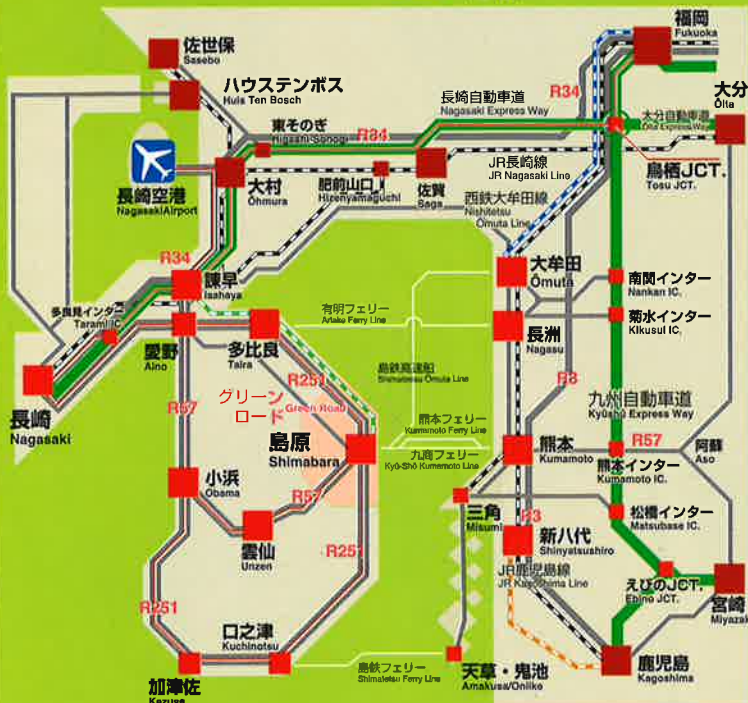 福岡
Fukuoka
佐世保
Sasebo
ハウステンボス
Huis Ten Bosch
大分
Ōita
長崎自動車道
Nagasaki Express Way
R34
大分自動車道
Ōita Express Way
東そのぎ
Higashi-Sonogi
R34
鳥栖JCT.
Tosu JCT.
JR長崎線
JR Nagasaki Line
長崎空港
Nagasaki Airport
大村
Ōhmura
肥前山口
Hizenyamaguchi
佐賀
Saga
西鉄大牟田線
Nishitetsu
Ōmuta Line
R34
諫早
Isahaya
大牟田
Ōmuta
南関インター
Nankan IC.
多良見インター
Tarami IC
有明フェリー
Ariake Ferry Line
菊水インター
Kikusui IC.
愛野
Aino
多比良
Taira
長洲
Nagasu
島鉄高速船
Shimatetsu Ōmuta Line
R251
R3
長崎
Nagasaki
グリーン
ロード
Green Road
R57
九州自動車道
Kyūshū Express Way
熊本フェリー
Kumamoto Ferry Line
島原
Shimabara
九商フェリー
Kyū-Shō Kumamoto Line
熊本
Kumamoto
R57
阿蘇
Aso
熊本インター
Kumamoto IC.
小浜
Obama
R57
三角
Misumi
松橋インター
Matsubase IC.
R3
雲仙
Unzen
新八代
Shinyatsushiro
R251
JR鹿児島線
JR Kagoshima Line
えびのJCT.
Ebino JCT.
宮崎
Miyazak
R251
口之津
Kuchinotsu
島鉄フェリー
Shimatetsu Ferry Line
天草・鬼池
Amakusa/Oniike
鹿児島
Kagoshima
加津佐
Kazusa